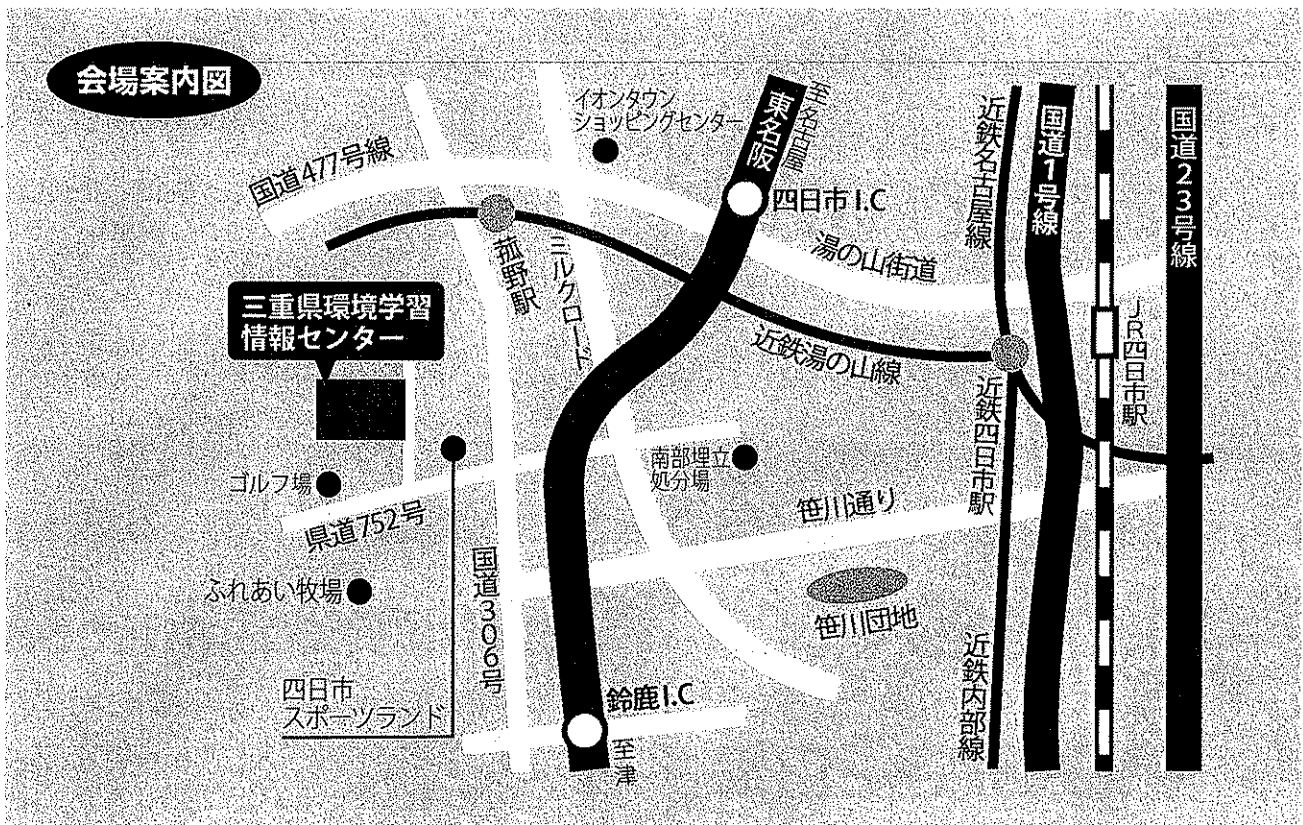 会場案内図
イオンタウン
ショッピングセンター
東名阪
至名古屋
国道477号線
四日市I.C
近鉄名古屋線
国道1号線
国道23号線
湯の山街道
菰野駅
ミルクロード
三重県環境学習
情報センター
近鉄湯の山線
JR四日市駅
近鉄四日市駅
ゴルフ場
南部埋立
処分場
県道752号
笹川通り
ふれあい牧場
国道306号
笹川団地
四日市
スポーツランド
鈴鹿I.C
至津
近鉄内部線